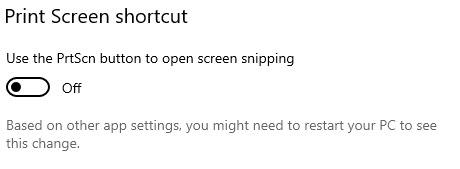 Print Screen shortcut
Use the PrtScn button to open screen snipping
Off
Based on other app settings, you might need to restart your PC to see
this change.